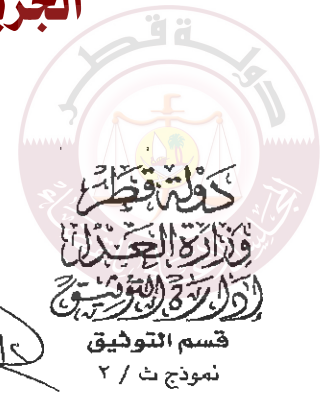 دولة قطر
وزارة العدل
إدارة التوثيق
قسم التوثيق
نموذج ث / ٢